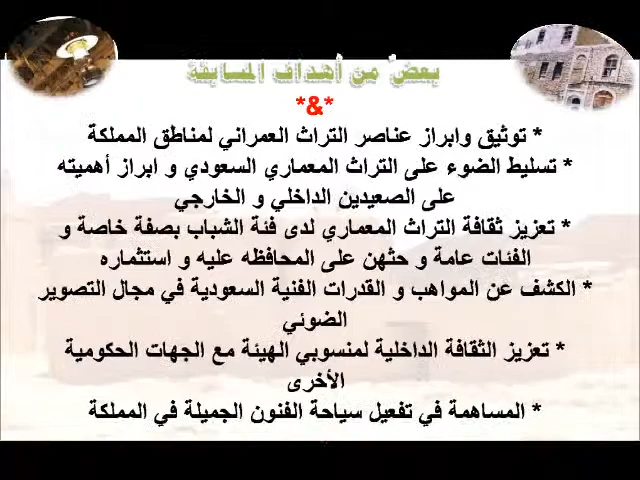 بعض من أهداف المسابقة
*&*
* توثيق وابراز عناصر التراث العمراني لمناطق المملكة
* تسليط الضوء على التراث المعماري السعودي و ابراز أهميته
على الصعيدين الداخلي و الخارجي
* تعزيز ثقافة التراث المعماري لدى فئة الشباب بصفة خاصة و
الفئات عامة و حثهن على المحافظه عليه و استثماره
* الكشف عن المواهب و القدرات الفنية السعودية في مجال التصوير
الضوئي
* تعزيز الثقافة الداخلية لمنسوبي الهيئة مع الجهات الحكومية
الأخرى
* المساهمة في تفعيل سياحة الفنون الجميلة في المملكة